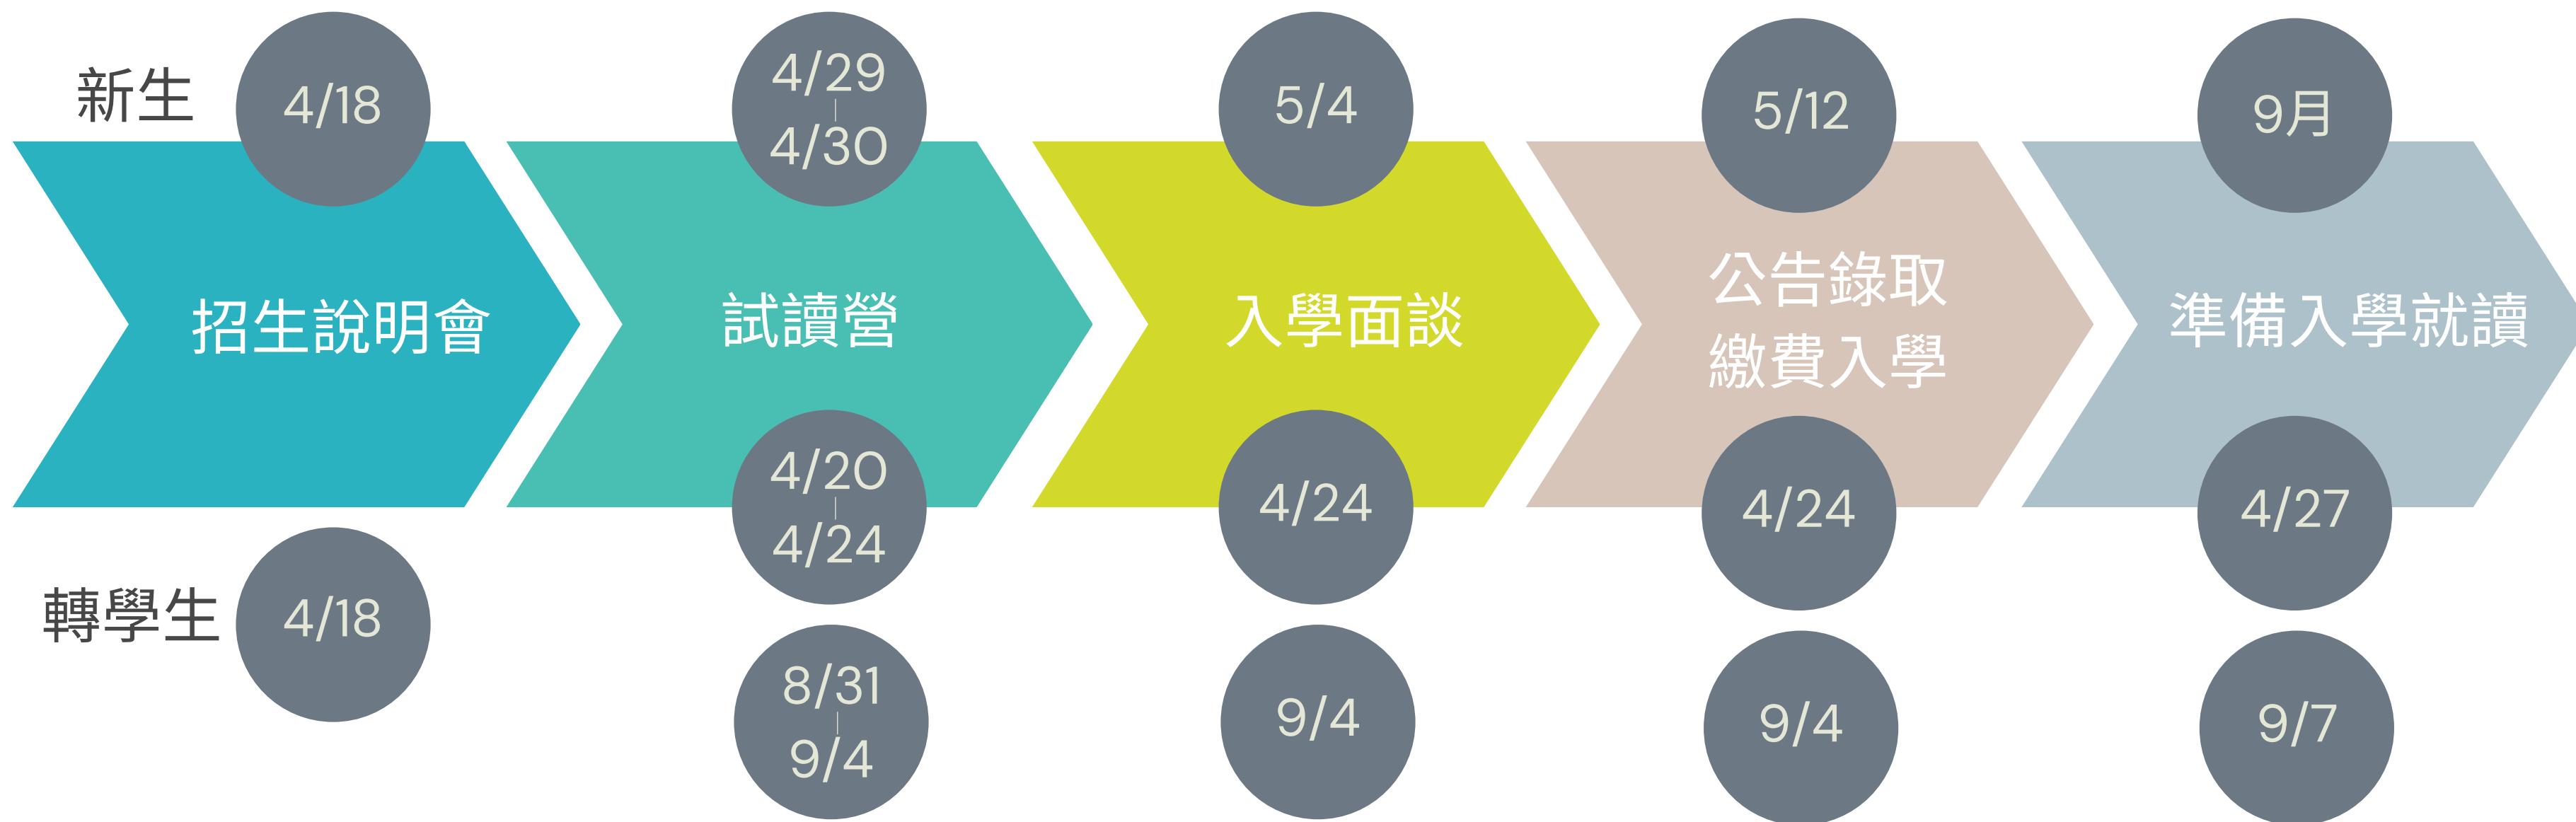 新生
4/18
4/29
|
4/30
5/4
5/12
9月
招生說明會
試讀營
入學面談
公告錄取
繳費入學
準備入學就讀
轉學生
4/18
4/20
|
4/24
4/24
4/24
4/27
8/31
|
9/4
9/4
9/4
9/7